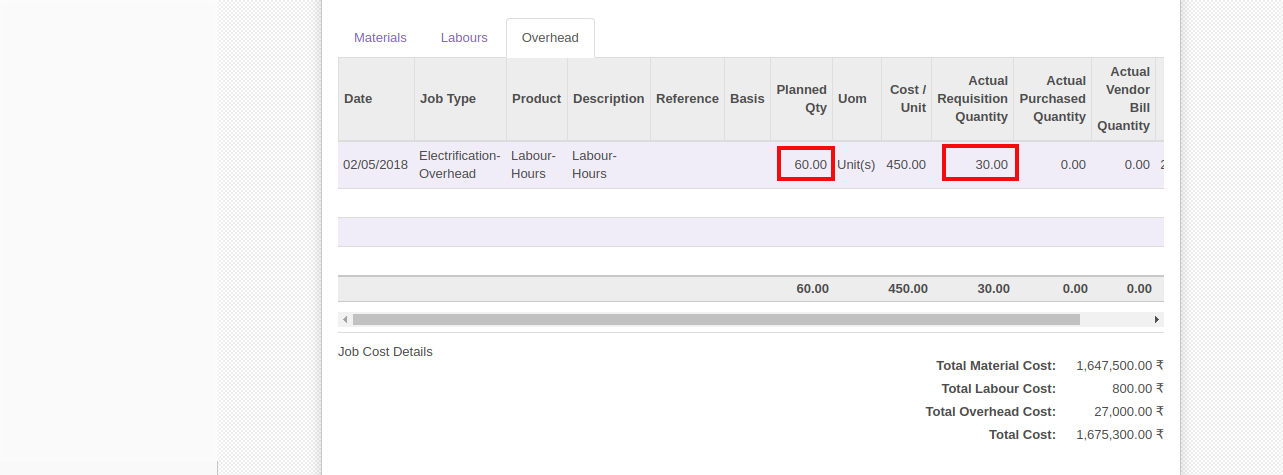 Materials Labours Overhead
Date Job Type Product Description Reference Basis Planned Qty Uom Cost / Unit Actual Requisition Quantity Actual Purchased Quantity Actual Vendor Bill Quantity
02/05/2018 Electrification-Overhead Labour-Hours Labour-Hours 60.00 Unit(s) 450.00 30.00 0.00 0.00
60.00 450.00 30.00 0.00 0.00
Job Cost Details
Total Material Cost: 1,647,500.00 ₹
Total Labour Cost: 800.00 ₹
Total Overhead Cost: 27,000.00 ₹
Total Cost: 1,675,300.00 ₹